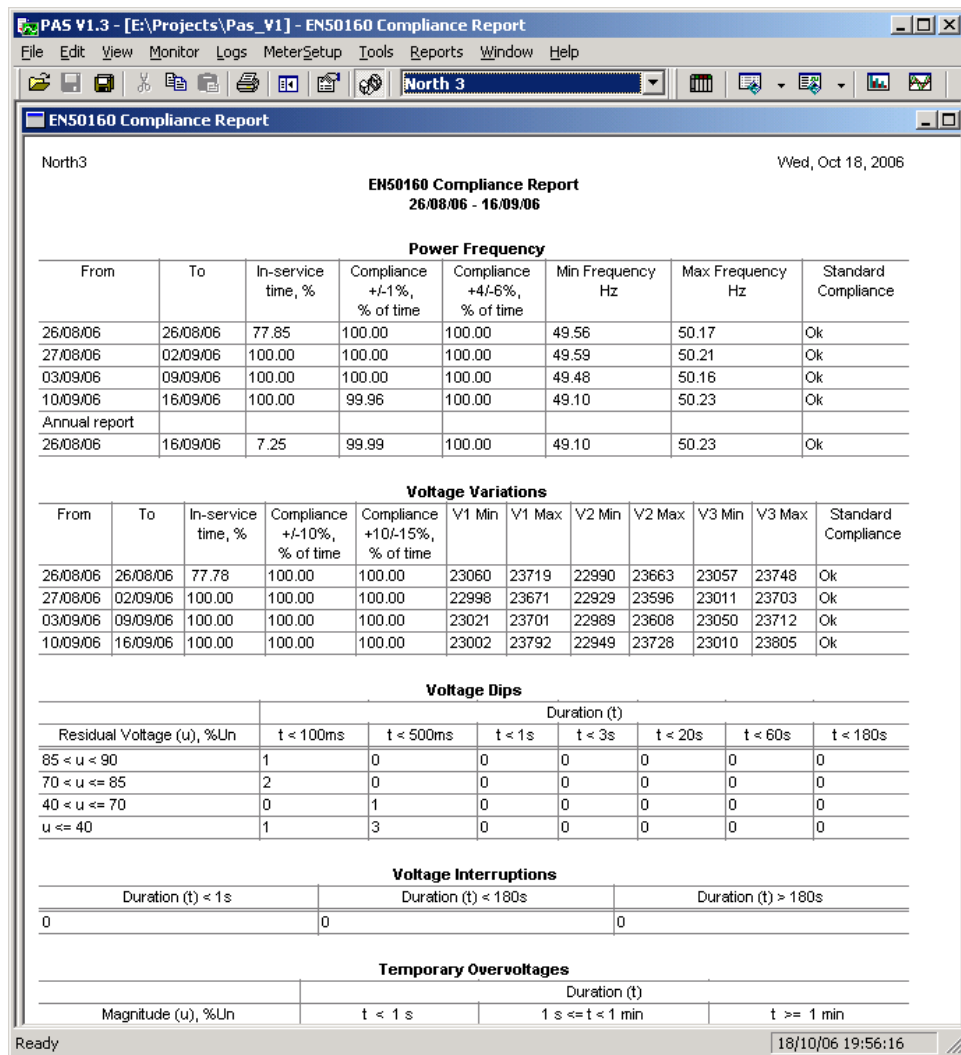 PAS V1.3 - [E:\Projects\Pas_V1] - EN50160 Compliance Report
File Edit View Monitor Logs MeterSetup Tools Reports Window Help
North 3
EN50160 Compliance Report
North3 Wed, Oct 18, 2006
EN50160 Compliance Report
26/08/06 - 16/09/06
Power Frequency
From To In-service Compliance Compliance Min Frequency Max Frequency Standard
time, % +/-1%, +4/-6%, Hz Hz Compliance
% of time % of time
26/08/06 26/08/06 77.85 100.00 100.00 49.56 50.17 Ok
27/08/06 02/09/06 100.00 100.00 100.00 49.59 50.21 Ok
03/09/06 09/09/06 100.00 100.00 100.00 49.48 50.16 Ok
10/09/06 16/09/06 100.00 99.96 100.00 49.10 50.23 Ok
Annual report
26/08/06 16/09/06 7.25 99.99 100.00 49.10 50.23 Ok
Voltage Variations
From To In-service Compliance Compliance V1 Min V1 Max V2 Min V2 Max V3 Min V3 Max Standard
time, % +/-10%, +10/-15%, Compliance
% of time % of time
26/08/06 26/08/06 77.78 100.00 100.00 23060 23719 22990 23663 23057 23748 Ok
27/08/06 02/09/06 100.00 100.00 100.00 22998 23671 22929 23596 23011 23703 Ok
03/09/06 09/09/06 100.00 100.00 100.00 23021 23701 22989 23608 23050 23712 Ok
10/09/06 16/09/06 100.00 100.00 100.00 23002 23792 22949 23728 23010 23805 Ok
Voltage Dips
Duration (t)
Residual Voltage (u), %Un t < 100ms t < 500ms t < 1s t < 3s t < 20s t < 60s t < 180s
85 < u < 90 1 0 0 0 0 0 0
70 < u <= 85 2 0 0 0 0 0 0
40 < u <= 70 0 1 0 0 0 0 0
u <= 40 1 3 0 0 0 0 0
Voltage Interruptions
Duration (t) < 1s Duration (t) < 180s Duration (t) > 180s
0 0 0
Temporary Overvoltages
Duration (t)
Magnitude (u), %Un t < 1 s 1 s <= t < 1 min t >= 1 min
Ready 18/10/06 19:56:16